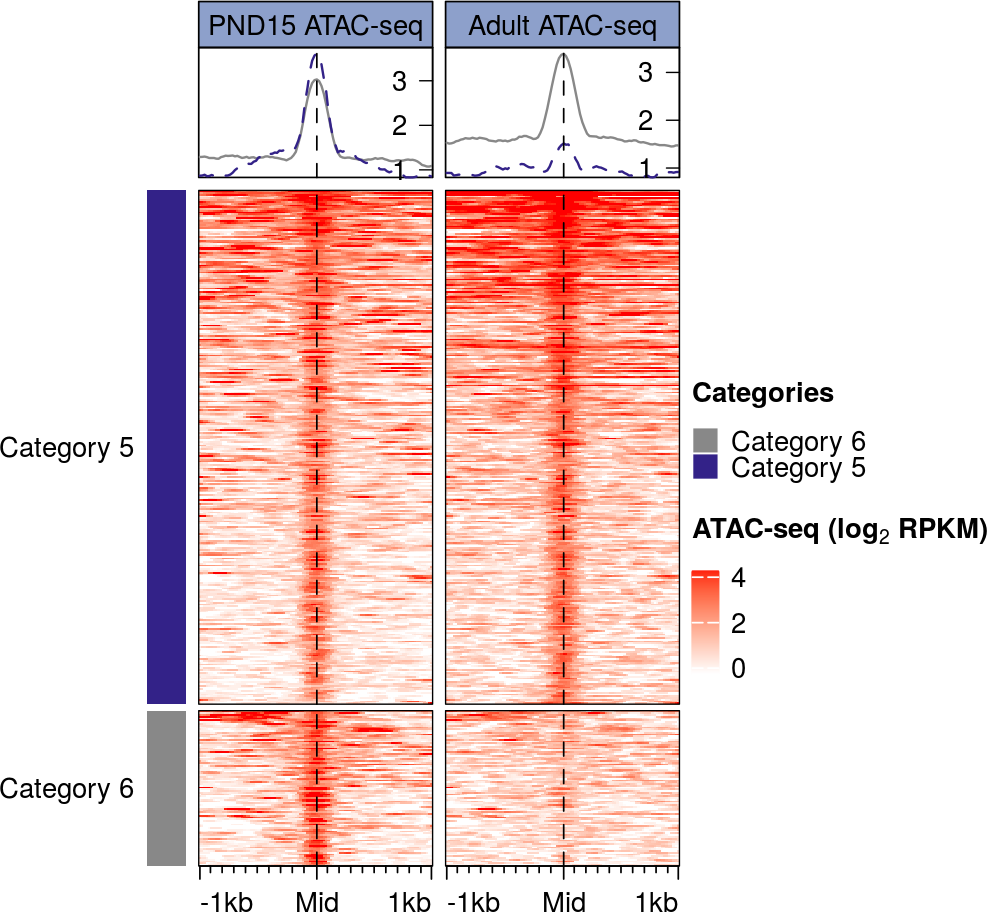 PND15 ATAC-seq
Adult ATAC-seq
3
2
1
3
2
1
Category 5
Category 6
Categories
Category 6
Category 5
ATAC-seq (log₂ RPKM)
4
2
0
-1kb Mid 1kb
-1kb Mid 1kb